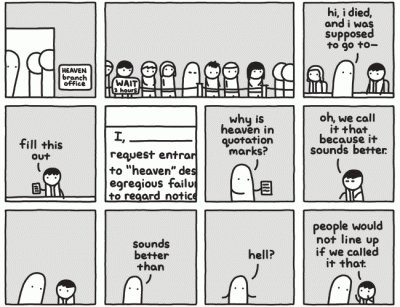 HEAVEN
branch
office
WAIT
3 hours
hi, i died,
and i was
supposed
to go to—
fill this
out
I,
request entran
to "heaven" des
egregious failu
to regard notice
why is
heaven in
quotation
marks?
oh, we call
it that
because it
sounds better.
sounds
better
than
hell?
people would
not line up
if we called
it that.